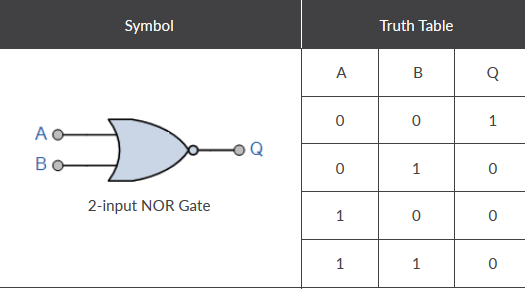 Symbol Truth Table
A B Q
0 0 1
A
Q
B
0 1 0
2-input NOR Gate
1 0 0
1 1 0